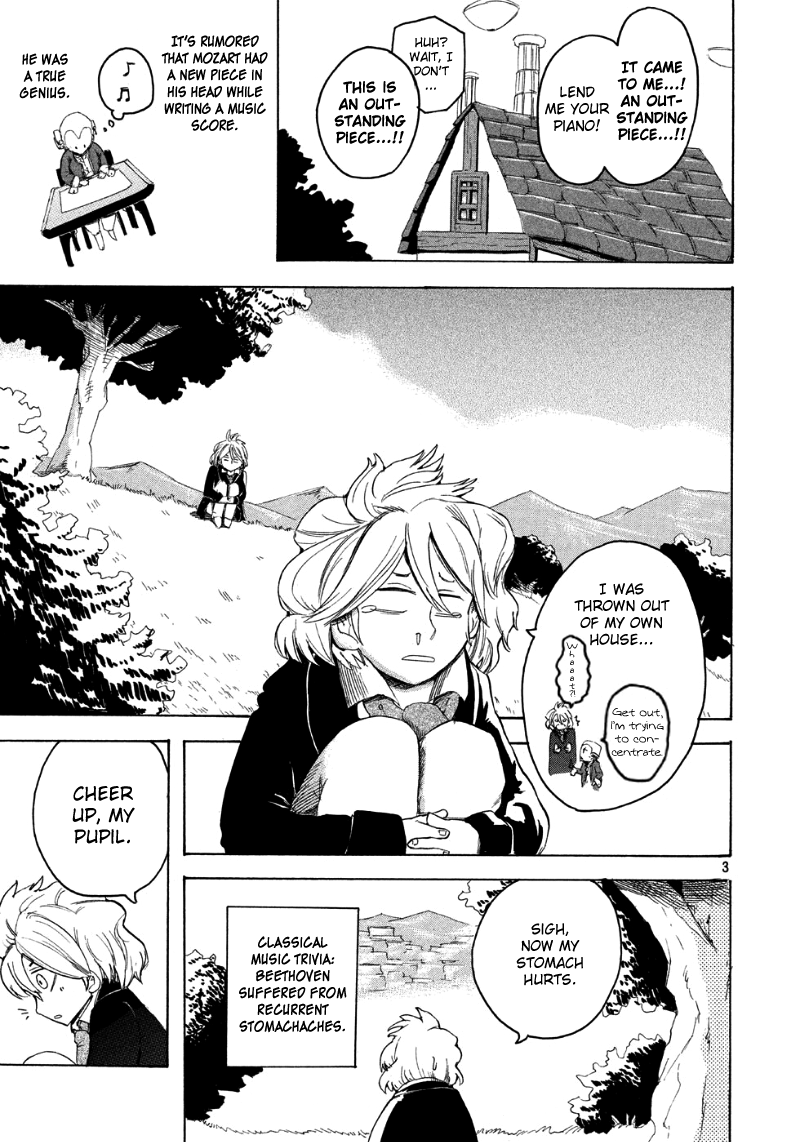 IT CAME
TO ME...!
AN OUT-
STANDING
PIECE...!!
LEND
ME YOUR
PIANO!
HUH?
WAIT, I
DON'T
...
THIS IS
AN OUT-
STANDING
PIECE...!!
IT'S RUMORED
THAT MOZART HAD
A NEW PIECE IN
HIS HEAD WHILE
WRITING A MUSIC
SCORE.
HE WAS
A TRUE
GENIUS.
I WAS
THROWN OUT
OF MY OWN
HOUSE...
Whaaat?!
Get out,
I'm trying
to con-
centrate
3
SIGH,
NOW MY
STOMACH
HURTS.
CLASSICAL
MUSIC TRIVIA:
BEETHOVEN
SUFFERED FROM
RECURRENT
STOMACHACHES.
CHEER
UP, MY
PUPIL.